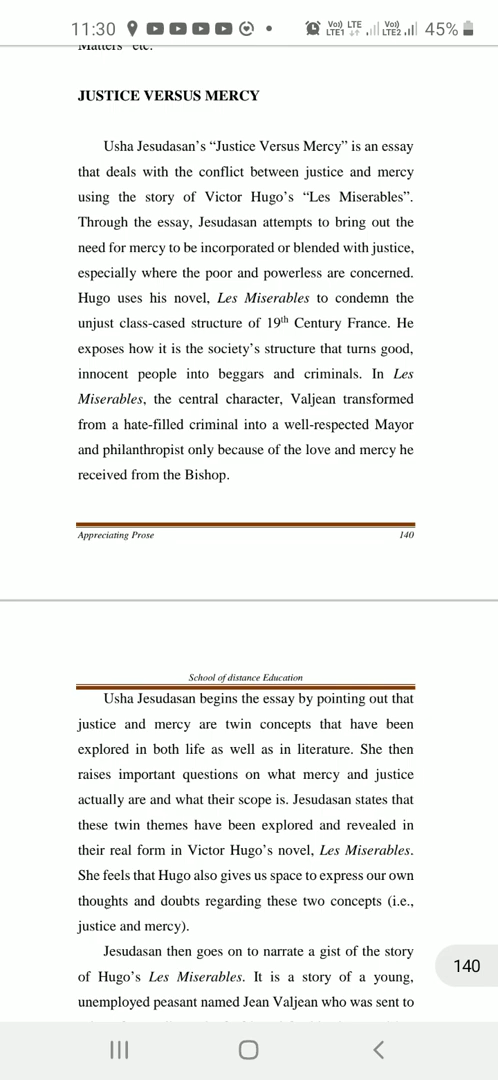 11:30
Vo)) LTE
LTE1
Vo))
LTE2
45%
Matters" etc.
JUSTICE VERSUS MERCY
Usha Jesudasan's "Justice Versus Mercy" is an essay
that deals with the conflict between justice and mercy
using the story of Victor Hugo's "Les Miserables".
Through the essay, Jesudasan attempts to bring out the
need for mercy to be incorporated or blended with justice,
especially where the poor and powerless are concerned.
Hugo uses his novel, Les Miserables to condemn the
unjust class-cased structure of 19th Century France. He
exposes how it is the society's structure that turns good,
innocent people into beggars and criminals. In Les
Miserables, the central character, Valjean transformed
from a hate-filled criminal into a well-respected Mayor
and philanthropist only because of the love and mercy he
received from the Bishop.
Appreciating Prose 140
School of distance Education
Usha Jesudasan begins the essay by pointing out that
justice and mercy are twin concepts that have been
explored in both life as well as in literature. She then
raises important questions on what mercy and justice
actually are and what their scope is. Jesudasan states that
these twin themes have been explored and revealed in
their real form in Victor Hugo's novel, Les Miserables.
She feels that Hugo also gives us space to express our own
thoughts and doubts regarding these two concepts (i.e.,
justice and mercy).
Jesudasan then goes on to narrate a gist of the story
140
of Hugo's Les Miserables. It is a story of a young,
unemployed peasant named Jean Valjean who was sent to